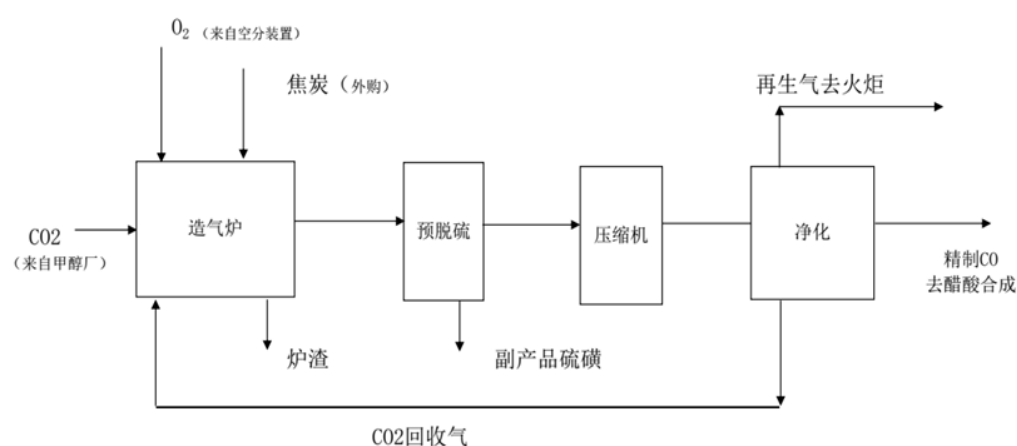 O₂ （来自空分装置）
焦炭（外购）
再生气去火炬
造气炉
预脱硫
压缩机
净化
CO2
（来自甲醇厂）
精制CO
去醋酸合成
炉渣
副产品硫磺
CO2回收气